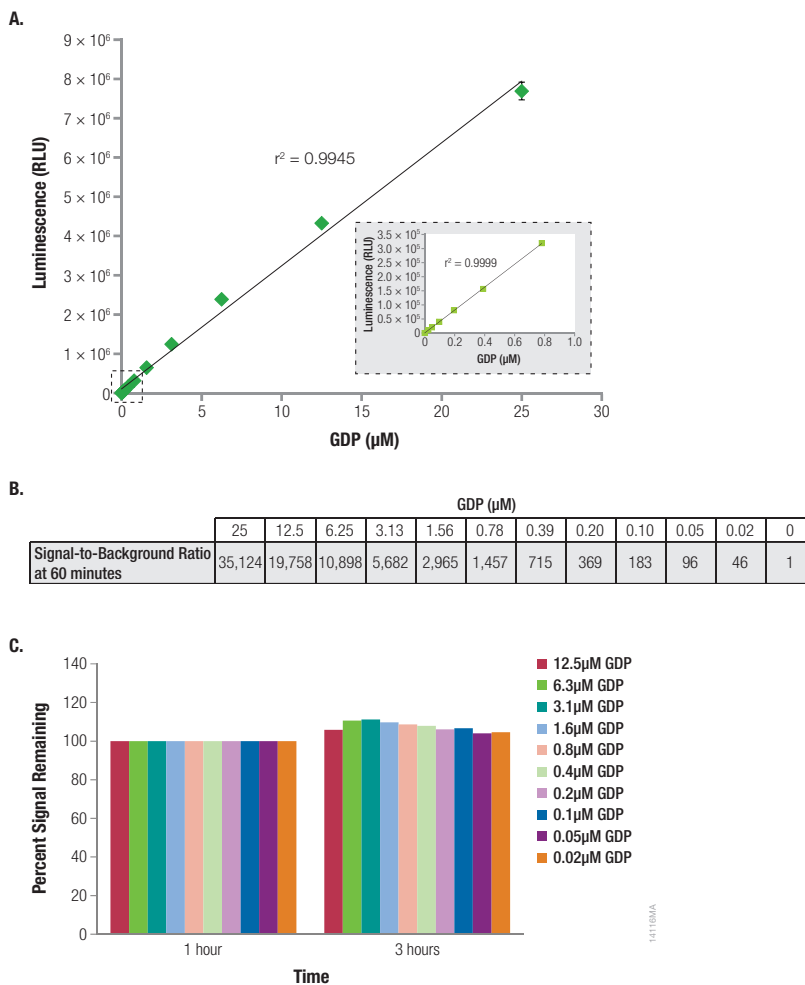 A.
9 × 10⁶
8 × 10⁶
7 × 10⁶
6 × 10⁶
5 × 10⁶
4 × 10⁶
3 × 10⁶
2 × 10⁶
1 × 10⁶
0
Luminescence (RLU)
r² = 0.9945
0 5 10 15 20 25 30
GDP (µM)
3.5 × 10⁵
3.0 × 10⁵
2.5 × 10⁵
2.0 × 10⁵
1.5 × 10⁵
1.0 × 10⁵
0.5 × 10⁵
0
Luminescence (RLU)
r² = 0.9999
0 0.2 0.4 0.6 0.8 1.0
GDP (µM)
B.
GDP (µM)
25 12.5 6.25 3.13 1.56 0.78 0.39 0.20 0.10 0.05 0.02 0
Signal-to-Background Ratio
at 60 minutes
35,124 19,758 10,898 5,682 2,965 1,457 715 369 183 96 46 1
C.
140
120
100
80
60
40
20
0
Percent Signal Remaining
1 hour 3 hours
Time
12.5µM GDP
6.3µM GDP
3.1µM GDP
1.6µM GDP
0.8µM GDP
0.4µM GDP
0.2µM GDP
0.1µM GDP
0.05µM GDP
0.02µM GDP
14116MA